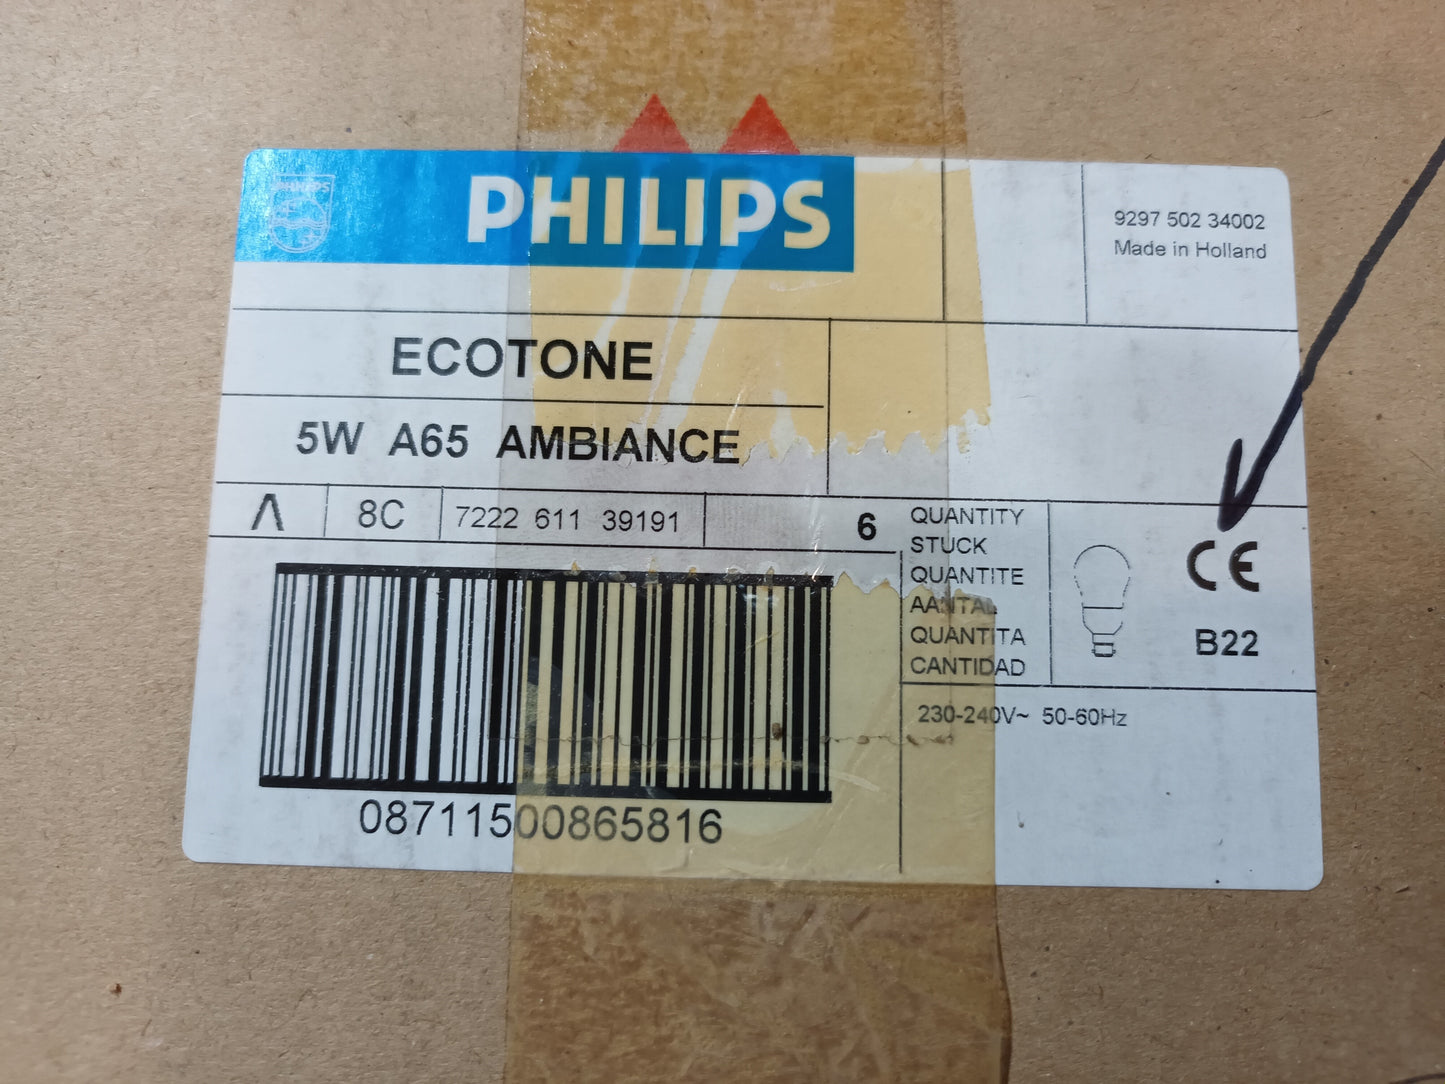 PHILIPS
PHILIPS
9297 502 34002
Made in Holland
ECOTONE
5W A65 AMBIANCE
Λ 8C 7222 611 39191 6
QUANTITY
STUCK
QUANTITE
AANTAL
QUANTITA
CANTIDAD
CE
B22
230-240V~ 50-60Hz
08711500865816